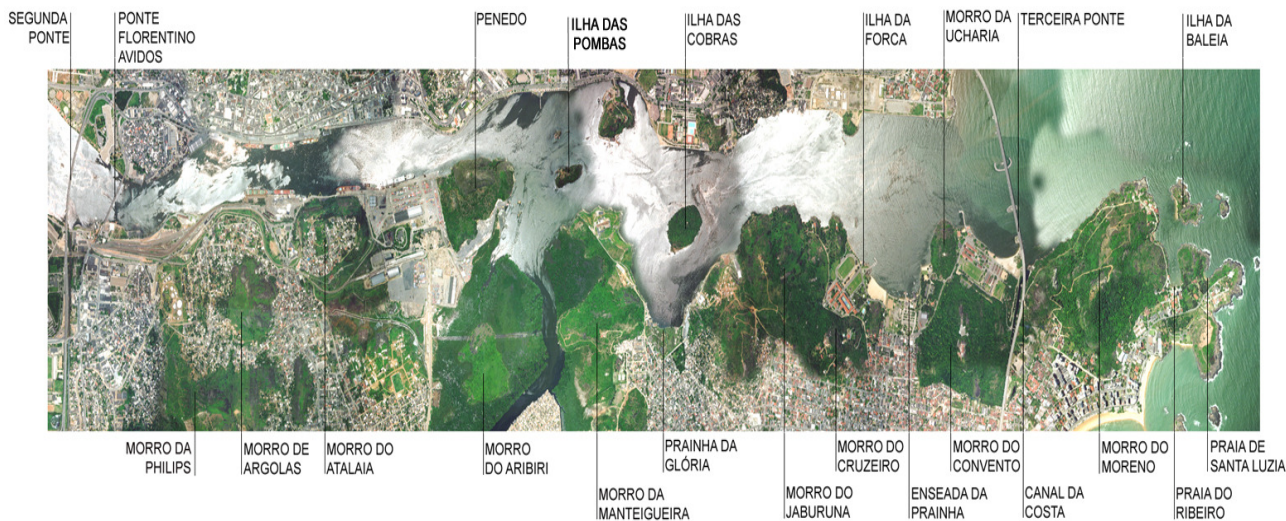 SEGUNDA
PONTE
PONTE
FLORENTINO
AVIDOS
PENEDO
ILHA DAS
POMBAS
ILHA DAS
COBRAS
ILHA DA
FORCA
MORRO DA
UCHARIA
TERCEIRA PONTE
ILHA DA
BALEIA
MORRO DA
PHILIPS
MORRO DE
ARGOLAS
MORRO DO
ATALAIA
MORRO
DO ARIBIRI
MORRO DA
MANTEIGUEIRA
PRAINHA DA
GLÓRIA
MORRO DO
JABURUNA
MORRO DO
CRUZEIRO
ENSEADA DA
PRAINHA
MORRO DO
CONVENTO
CANAL DA
COSTA
MORRO DO
MORENO
PRAIA DO
RIBEIRO
PRAIA DE
SANTA LUZIA